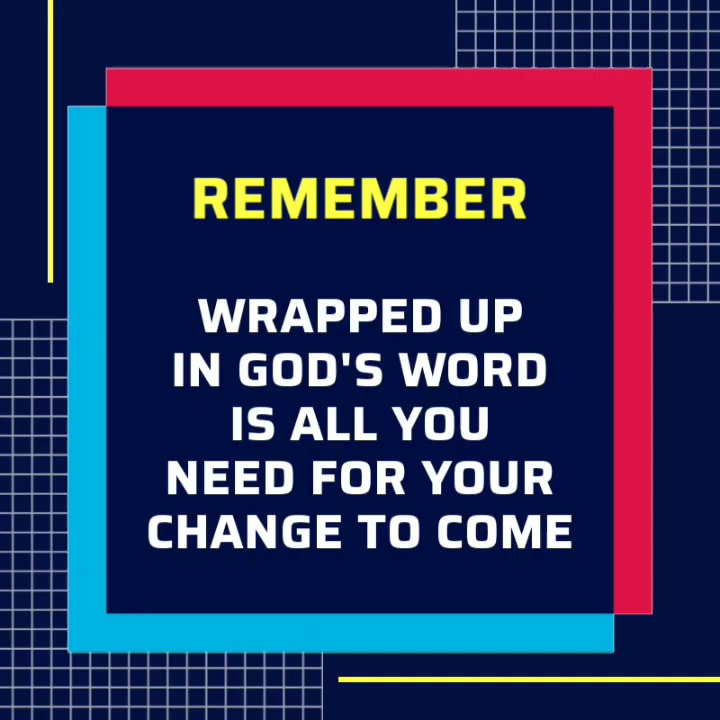 REMEMBER
WRAPPED UP
IN GOD'S WORD
IS ALL YOU
NEED FOR YOUR
CHANGE TO COME